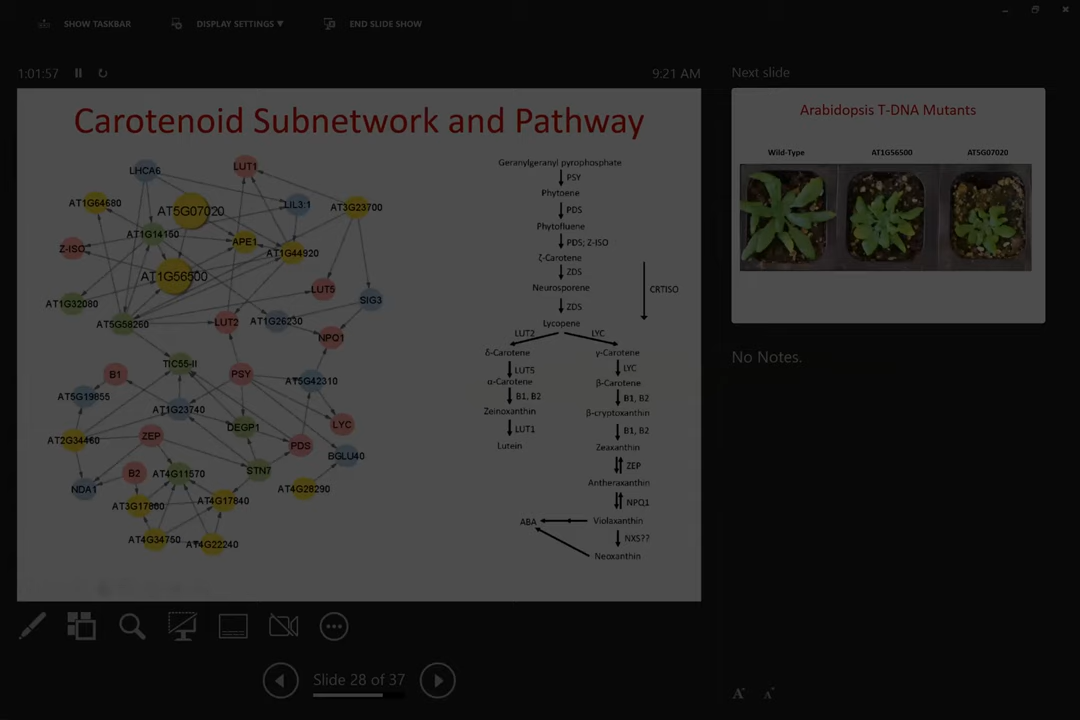 SHOW TASKBAR
DISPLAY SETTINGS ▼
END SLIDE SHOW
1:01:57
9:21 AM
Carotenoid Subnetwork and Pathway
LHCA6
LUT1
AT1G64680
AT5G07020
LIL3:1
AT3G23700
AT1G14150
Z-ISO
APE1
AT1G44920
AT1G56500
LUT5
SIG3
AT1G32080
AT5G58260
LUT2
AT1G26230
NPQ1
TIC55-II
B1
PSY
AT5G42310
AT5G19855
AT1G23740
LYC
DEGP1
AT2G34460
ZEP
PDS
BGLU40
B2
AT4G11570
STN7
NDA1
AT4G28290
AT3G17800
AT4G17840
AT4G34750
AT4G22240
Geranylgeranyl pyrophosphate
PSY
Phytoene
PDS
Phytofluene
PDS; Z-ISO
ζ-Carotene
ZDS
Neurosporene
CRTISO
ZDS
Lycopene
LUT2
LYC
δ-Carotene
γ-Carotene
LUT5
LYC
α-Carotene
β-Carotene
B1, B2
B1, B2
Zeinoxanthin
β-cryptoxanthin
LUT1
B1, B2
Lutein
Zeaxanthin
ZEP
Antheraxanthin
NPQ1
ABA
Violaxanthin
NXS??
Neoxanthin
Slide 28 of 37
Next slide
Arabidopsis T-DNA Mutants
Wild-Type
AT1G56500
AT5G07020
No Notes.
A
A